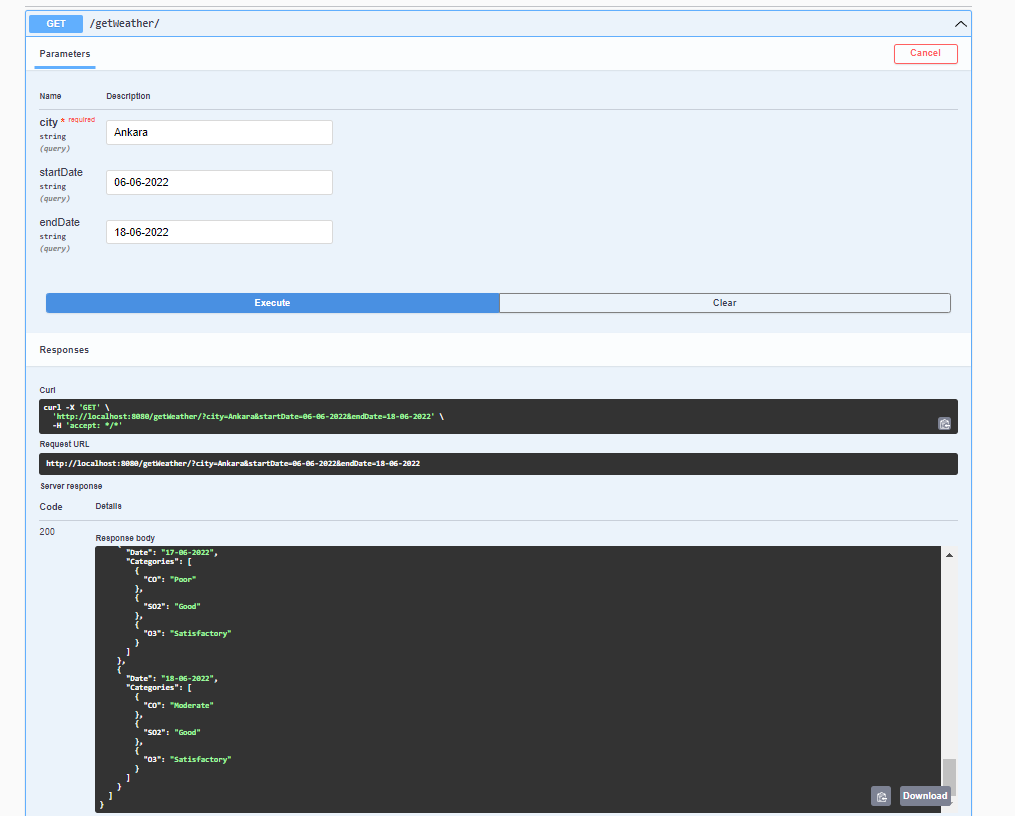 GET /getWeather/
Parameters
Cancel
Name Description
city * required
string
(query)
Ankara
startDate
string
(query)
06-06-2022
endDate
string
(query)
18-06-2022
Execute Clear
Responses
Curl
curl -X 'GET' \
'http://localhost:8080/getWeather/?city=Ankara&startDate=06-06-2022&endDate=18-06-2022' \
-H 'accept: */*'
Request URL
http://localhost:8080/getWeather/?city=Ankara&startDate=06-06-2022&endDate=18-06-2022
Server response
Code Details
200
Response body
{
"Date": "17-06-2022",
"Categories": [
{
"CO": "Poor"
},
{
"SO2": "Good"
},
{
"O3": "Satisfactory"
}
]
},
{
"Date": "18-06-2022",
"Categories": [
{
"CO": "Moderate"
},
{
"SO2": "Good"
},
{
"O3": "Satisfactory"
}
]
}
]
}
Download